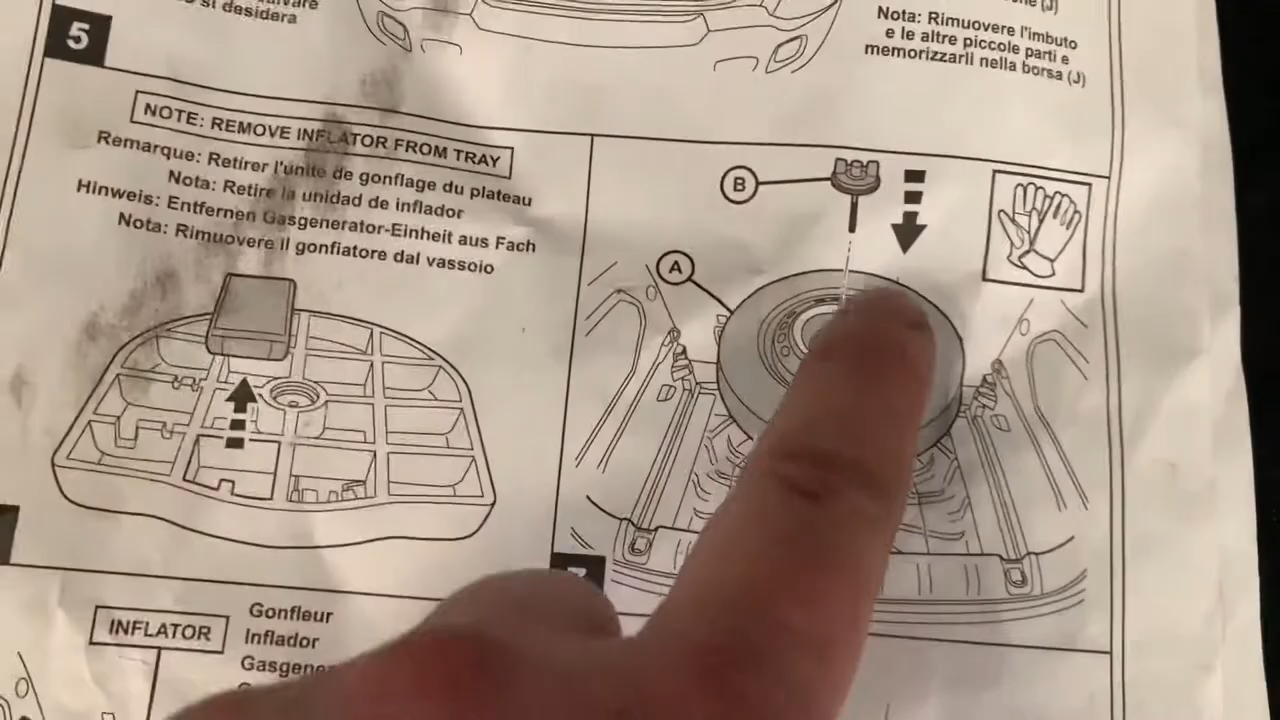 si desidera
Nota: Rimuovere l'imbuto
e le altre piccole parti e
memorizzarli nella borsa (J)
5
NOTE: REMOVE INFLATOR FROM TRAY
Remarque: Retirer l'unite de gonflage du plateau
Nota: Retire la unidad de inflador
Hinweis: Entfernen Gasgenerator-Einheit aus Fach
Nota: Rimuovere il gonfiatore dal vassoio
B
A
INFLATOR
Gonfleur
Inflador